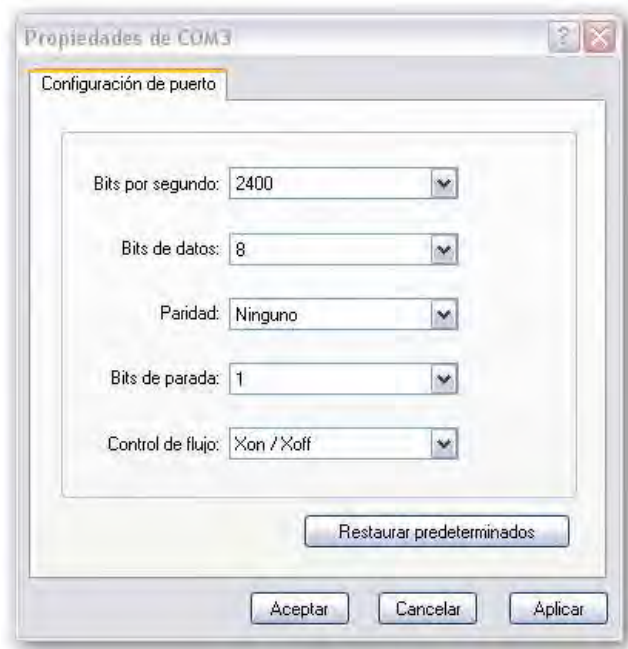 Propiedades de COM3
Configuración de puerto
Bits por segundo: 2400
Bits de datos: 8
Paridad: Ninguno
Bits de parada: 1
Control de flujo: Xon / Xoff
Restaurar predeterminados
Aceptar Cancelar Aplicar